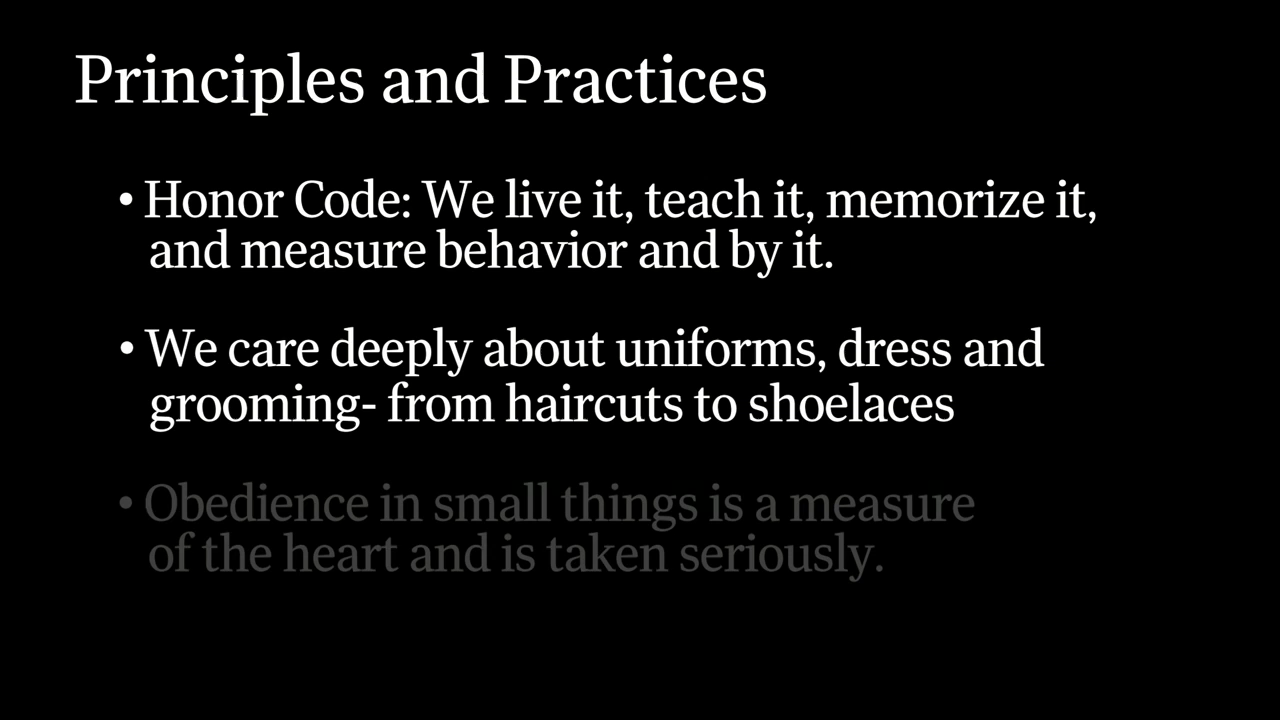 Principles and Practices
• Honor Code: We live it, teach it, memorize it,
and measure behavior and by it.
• We care deeply about uniforms, dress and
grooming- from haircuts to shoelaces
• Obedience in small things is a measure
of the heart and is taken seriously.